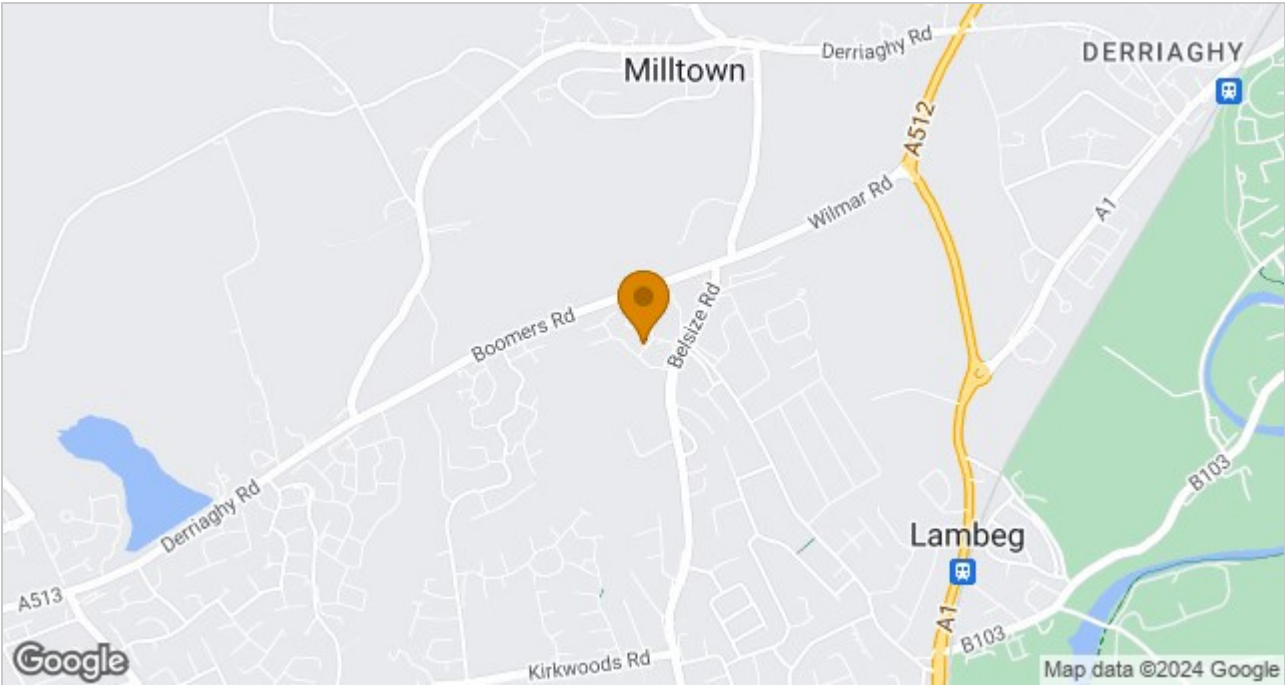 Derriaghy Rd
DERRIAGHY
Milltown
A512
Wilmar Rd
A1
Boomers Rd
Belsize Rd
B103
Derriaghy Rd
Lambeg
A513
A1
B103
Kirkwoods Rd
Google
Map data ©2024 Google